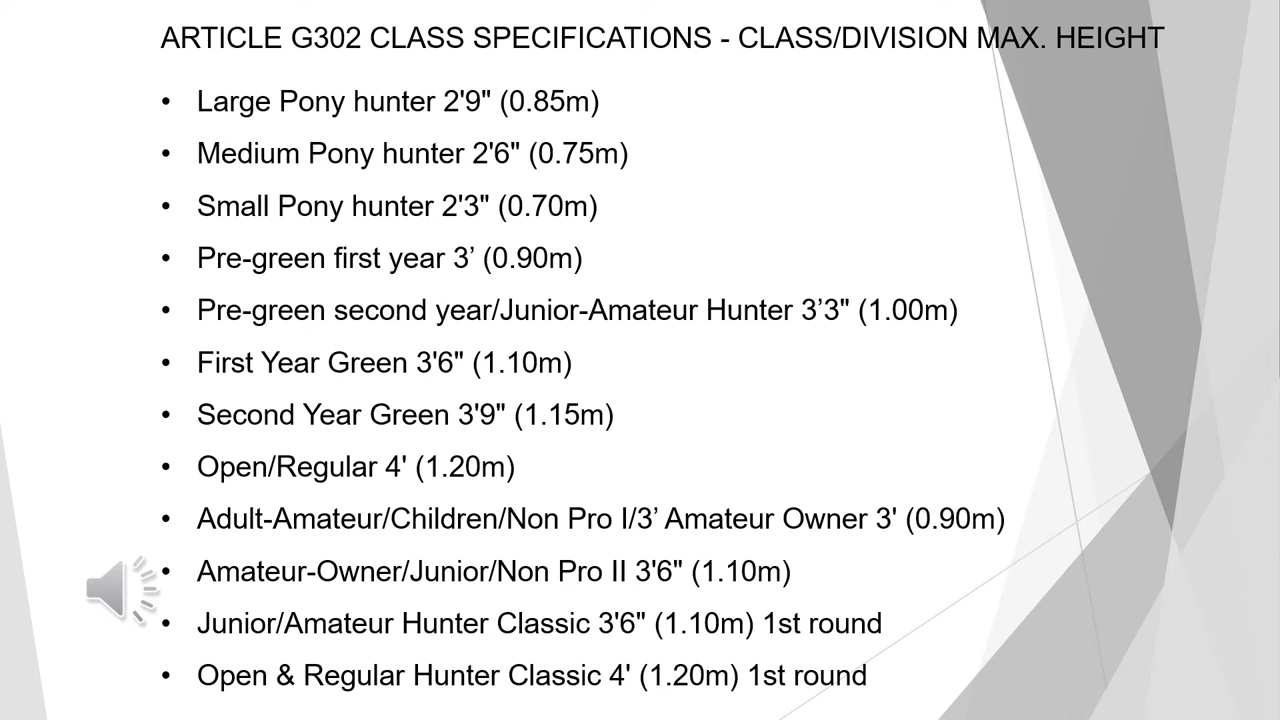 ARTICLE G302 CLASS SPECIFICATIONS - CLASS/DIVISION MAX. HEIGHT
• Large Pony hunter 2'9" (0.85m)
• Medium Pony hunter 2'6" (0.75m)
• Small Pony hunter 2'3" (0.70m)
• Pre-green first year 3’ (0.90m)
• Pre-green second year/Junior-Amateur Hunter 3’3" (1.00m)
• First Year Green 3'6" (1.10m)
• Second Year Green 3'9" (1.15m)
• Open/Regular 4' (1.20m)
• Adult-Amateur/Children/Non Pro I/3’ Amateur Owner 3' (0.90m)
• Amateur-Owner/Junior/Non Pro II 3'6" (1.10m)
• Junior/Amateur Hunter Classic 3'6" (1.10m) 1st round
• Open & Regular Hunter Classic 4' (1.20m) 1st round